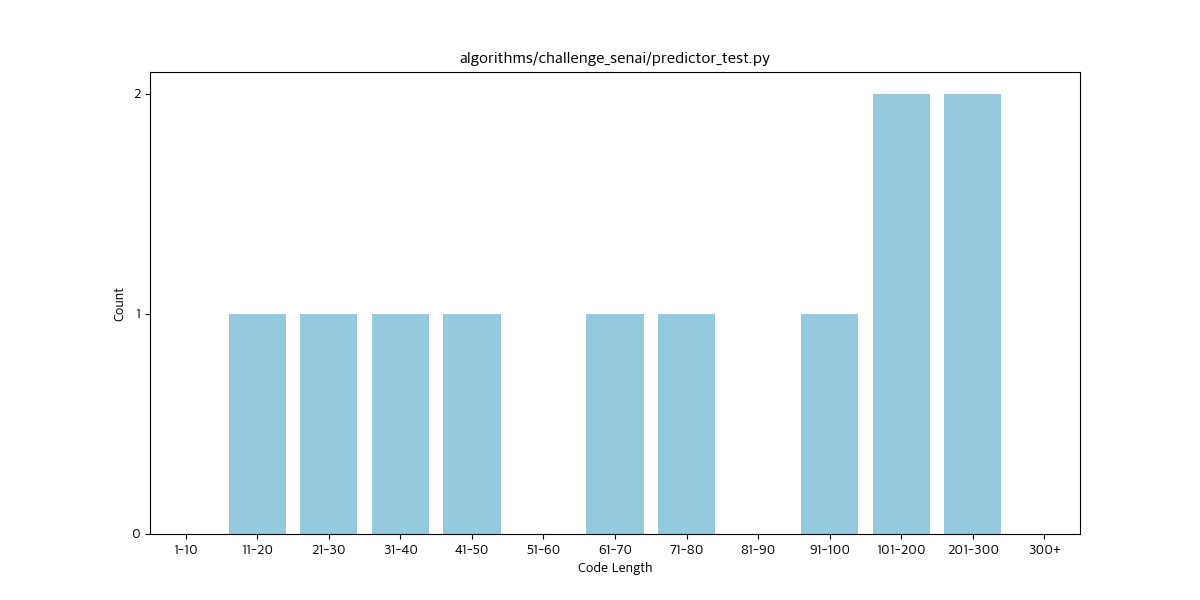 algorithms/challenge_senai/predictor_test.py
2
1
0
Count
1-10 11-20 21-30 31-40 41-50 51-60 61-70 71-80 81-90 91-100 101-200 201-300 300+
Code Length